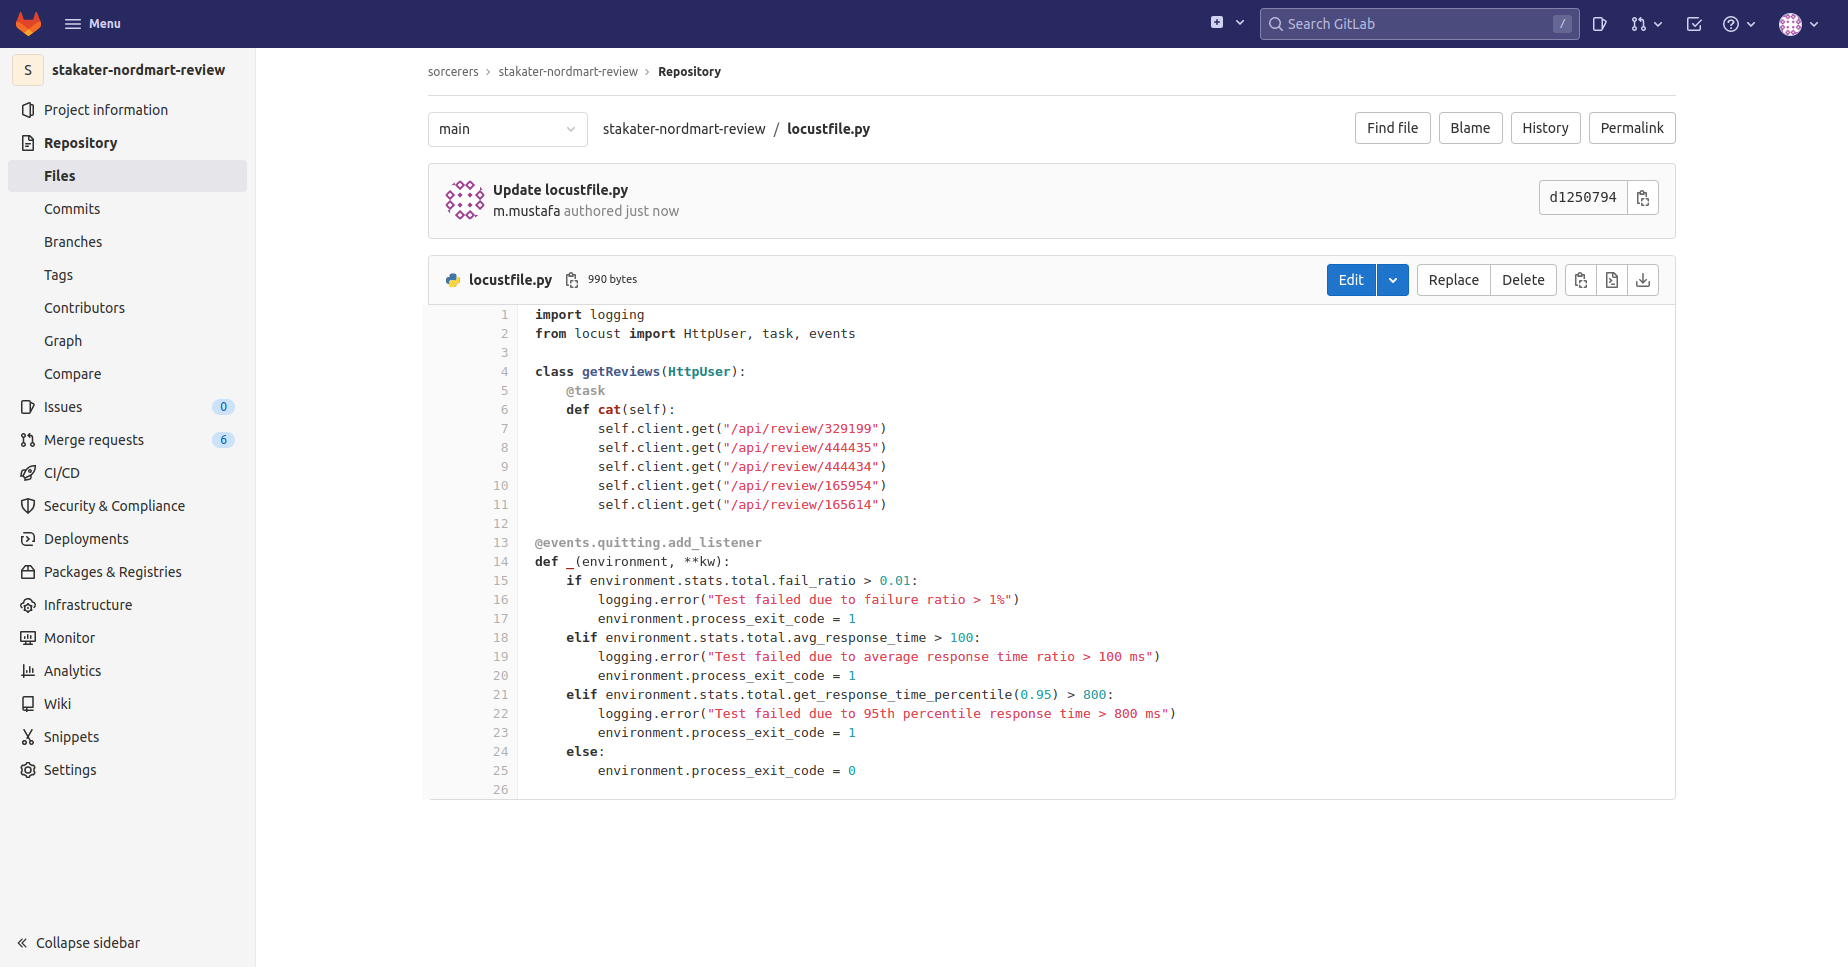 Menu
Search GitLab
/
S
stakater-nordmart-review
Project information
Repository
Files
Commits
Branches
Tags
Contributors
Graph
Compare
Issues 0
Merge requests 6
CI/CD
Security & Compliance
Deployments
Packages & Registries
Infrastructure
Monitor
Analytics
Wiki
Snippets
Settings
Collapse sidebar
sorcerers › stakater-nordmart-review › Repository
main
stakater-nordmart-review / locustfile.py
Find file
Blame
History
Permalink
Update locustfile.py
m.mustafa authored just now
d1250794
locustfile.py 990 bytes
Edit
Replace
Delete
1 import logging
2 from locust import HttpUser, task, events
3
4 class getReviews(HttpUser):
5     @task
6     def cat(self):
7         self.client.get("/api/review/329199")
8         self.client.get("/api/review/444435")
9         self.client.get("/api/review/444434")
10         self.client.get("/api/review/165954")
11         self.client.get("/api/review/165614")
12
13 @events.quitting.add_listener
14 def _(environment, **kw):
15     if environment.stats.total.fail_ratio > 0.01:
16         logging.error("Test failed due to failure ratio > 1%")
17         environment.process_exit_code = 1
18     elif environment.stats.total.avg_response_time > 100:
19         logging.error("Test failed due to average response time ratio > 100 ms")
20         environment.process_exit_code = 1
21     elif environment.stats.total.get_response_time_percentile(0.95) > 800:
22         logging.error("Test failed due to 95th percentile response time > 800 ms")
23         environment.process_exit_code = 1
24     else:
25         environment.process_exit_code = 0
26